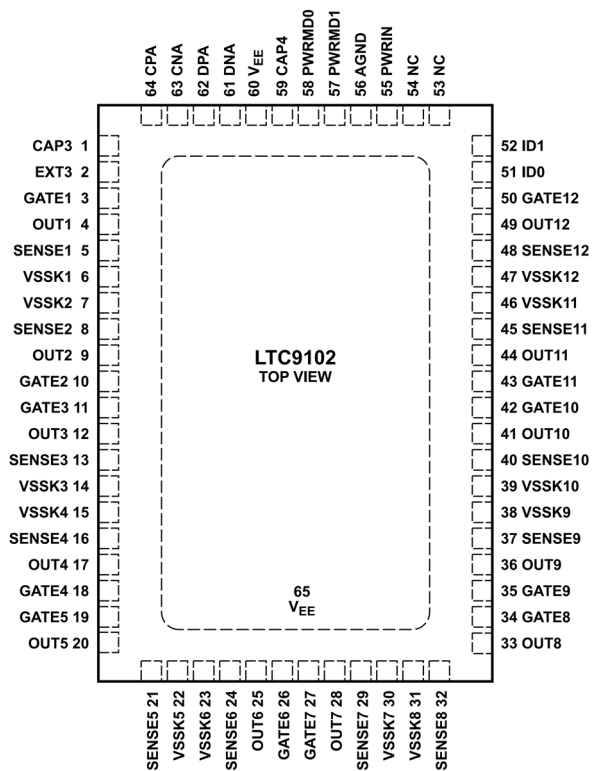 64 CPA
63 CNA
62 DPA
61 DNA
60 VEE
59 CAP4
58 PWRMD0
57 PWRMD1
56 AGND
55 PWRIN
54 NC
53 NC
CAP3 1
EXT3 2
GATE1 3
OUT1 4
SENSE1 5
VSSK1 6
VSSK2 7
SENSE2 8
OUT2 9
GATE2 10
GATE3 11
OUT3 12
SENSE3 13
VSSK3 14
VSSK4 15
SENSE4 16
OUT4 17
GATE4 18
GATE5 19
OUT5 20
LTC9102
TOP VIEW
65
VEE
52 ID1
51 ID0
50 GATE12
49 OUT12
48 SENSE12
47 VSSK12
46 VSSK11
45 SENSE11
44 OUT11
43 GATE11
42 GATE10
41 OUT10
40 SENSE10
39 VSSK10
38 VSSK9
37 SENSE9
36 OUT9
35 GATE9
34 GATE8
33 OUT8
SENSE5 21
VSSK5 22
VSSK6 23
SENSE6 24
OUT6 25
GATE6 26
GATE7 27
OUT7 28
SENSE7 29
VSSK7 30
VSSK8 31
SENSE8 32